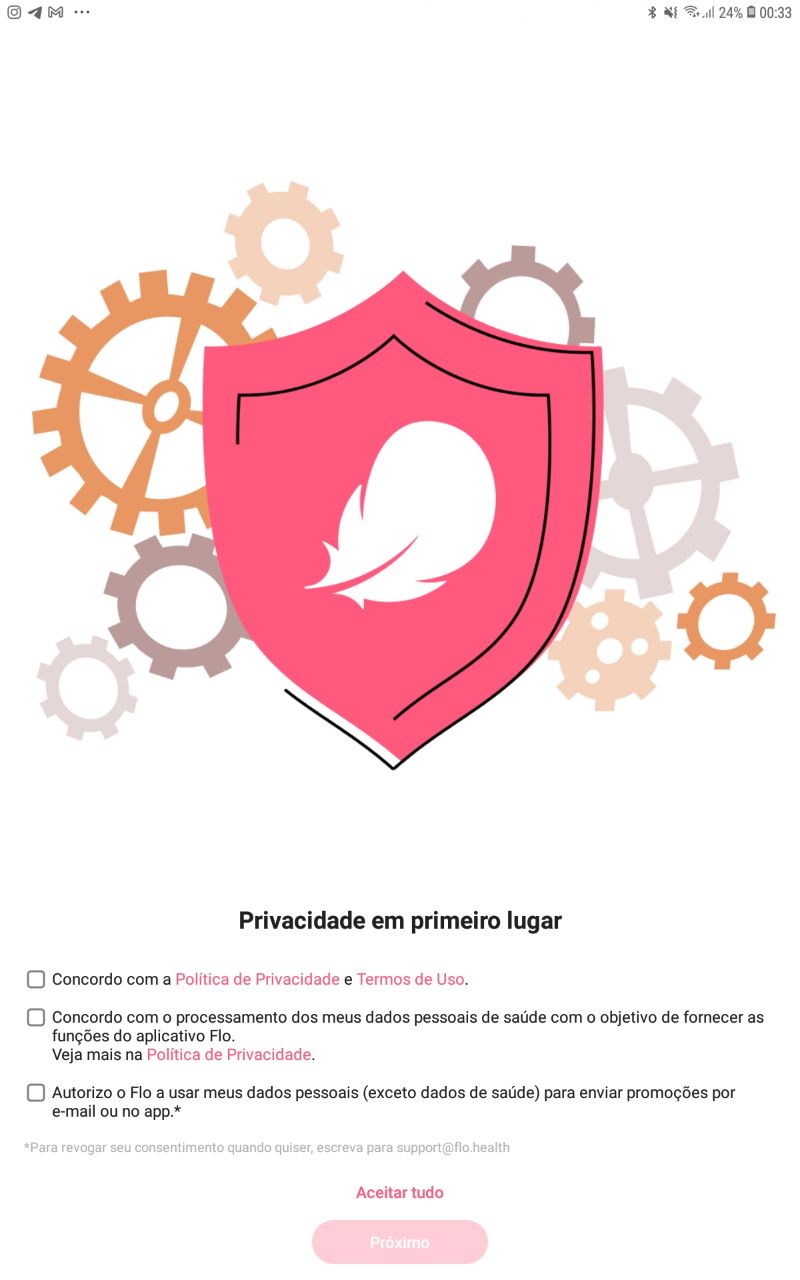 24% 00:33
Privacidade em primeiro lugar
Concordo com a Política de Privacidade e Termos de Uso.
Concordo com o processamento dos meus dados pessoais de saúde com o objetivo de fornecer as
funções do aplicativo Flo.
Veja mais na Política de Privacidade.
Autorizo o Flo a usar meus dados pessoais (exceto dados de saúde) para enviar promoções por
e-mail ou no app.*
*Para revogar seu consentimento quando quiser, escreva para support@flo.health
Aceitar tudo
Próximo